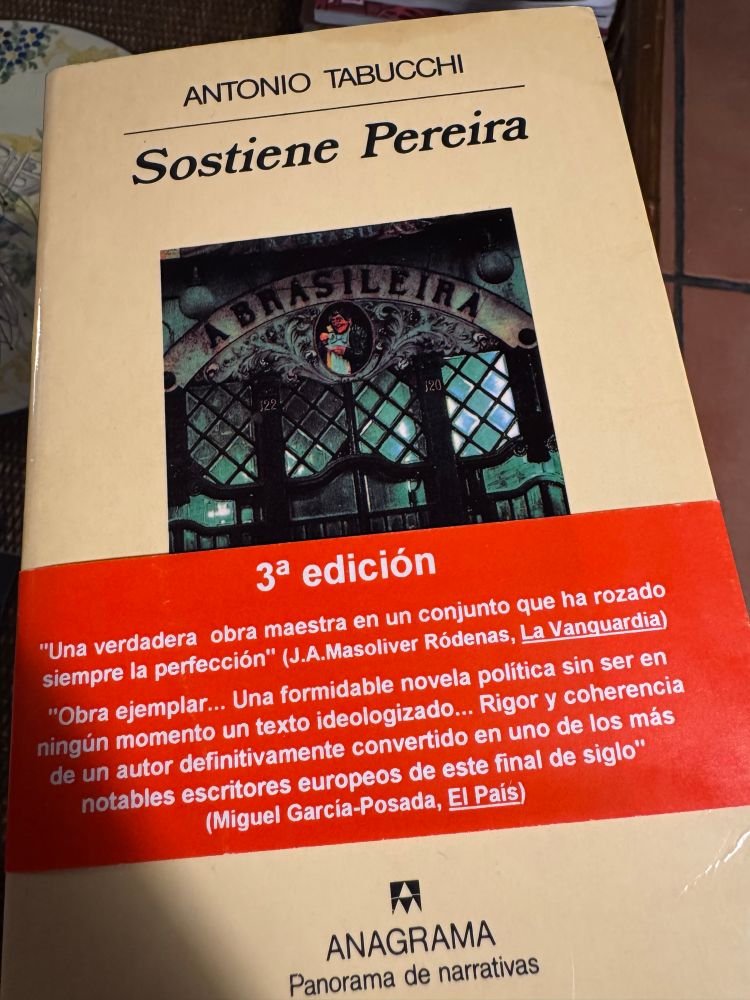 ANTONIO TABUCCHI
Sostiene Pereira
A BRASILEIRA
122
120
3ª edición
"Una verdadera obra maestra en un conjunto que ha rozado
siempre la perfección" (J.A.Masoliver Ródenas, La Vanguardia)
"Obra ejemplar... Una formidable novela política sin ser en
ningún momento un texto ideologizado... Rigor y coherencia
de un autor definitivamente convertido en uno de los más
notables escritores europeos de este final de siglo"
(Miguel García-Posada, El País)
ANAGRAMA
Panorama de narrativas